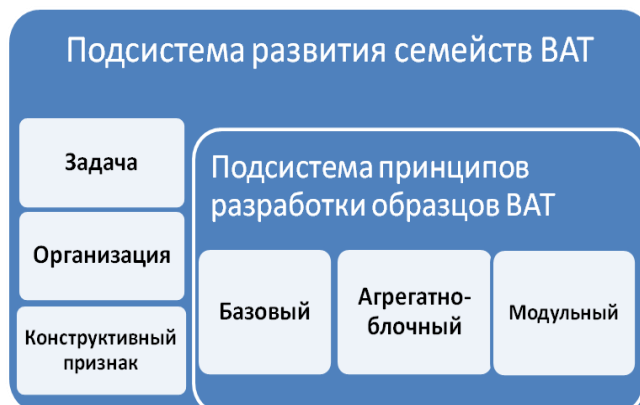 Подсистема развития семейств ВАТ
Задача
Организация
Конструктивный
признак
Подсистема принципов
разработки образцов ВАТ
Базовый
Агрегатно-
блочный
Модульный